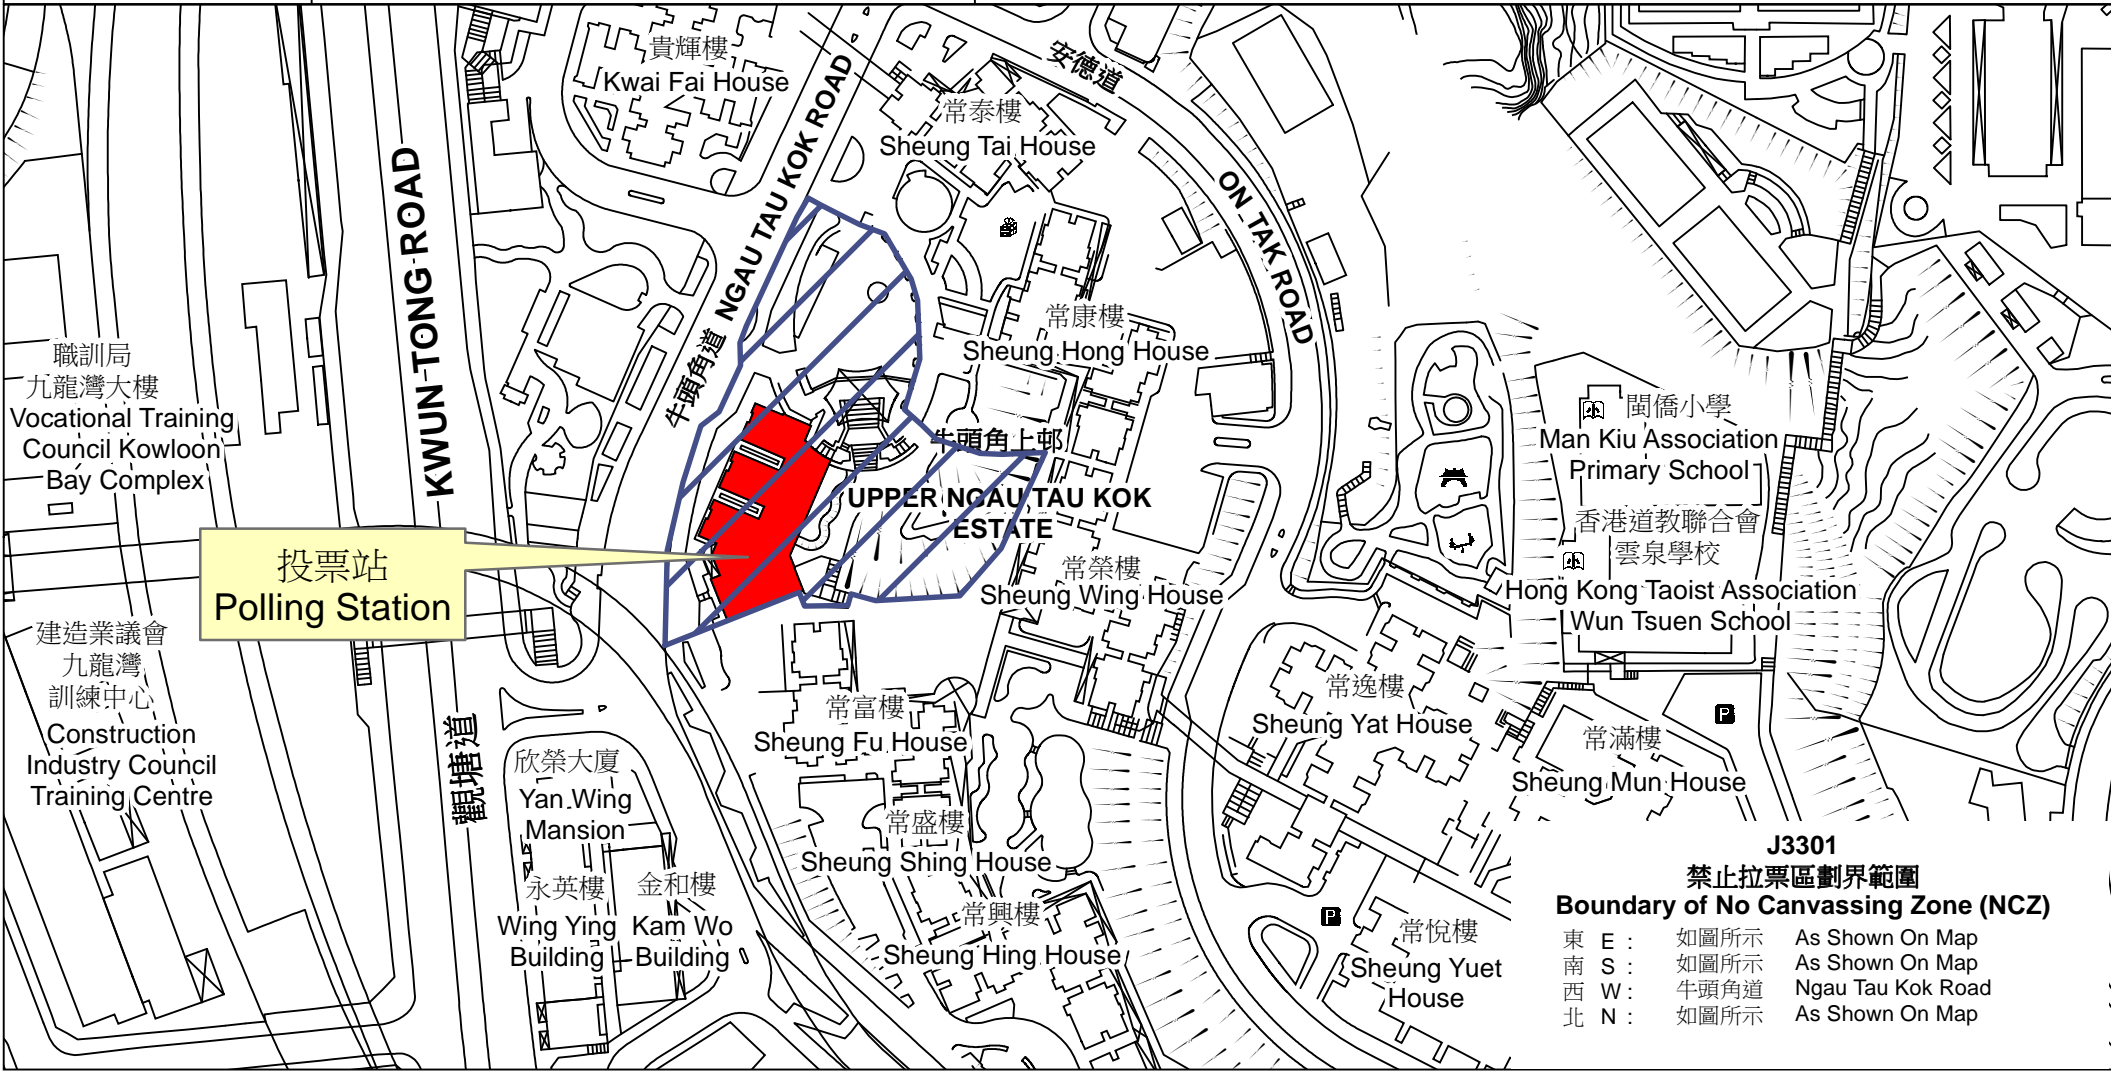 貴輝樓
Kwai Fai House
安德道
常泰樓
Sheung Tai House
NGAU TAU KOK ROAD
牛頭角道
KWUN TONG ROAD
觀塘道
ON TAK ROAD
常康樓
Sheung Hong House
職訓局
九龍灣大樓
Vocational Training
Council Kowloon
Bay Complex
牛頭角上邨
UPPER NGAU TAU KOK
ESTATE
閩僑小學
Man Kiu Association
Primary School
香港道教聯合會
雲泉學校
Hong Kong Taoist Association
Wun Tsuen School
投票站
Polling Station
常榮樓
Sheung Wing House
建造業議會
九龍灣
訓練中心
Construction
Industry Council
Training Centre
常富樓
Sheung Fu House
常逸樓
Sheung Yat House
P
常滿樓
Sheung Mun House
欣榮大廈
Yan Wing
Mansion
常盛樓
Sheung Shing House
永英樓
Wing Ying
Building
金和樓
Kam Wo
Building
常興樓
Sheung Hing House
P
常悅樓
Sheung Yuet
House
J3301
禁止拉票區劃界範圍
Boundary of No Canvassing Zone (NCZ)
東 E : 如圖所示 As Shown On Map
南 S : 如圖所示 As Shown On Map
西 W : 牛頭角道 Ngau Tau Kok Road
北 N : 如圖所示 As Shown On Map